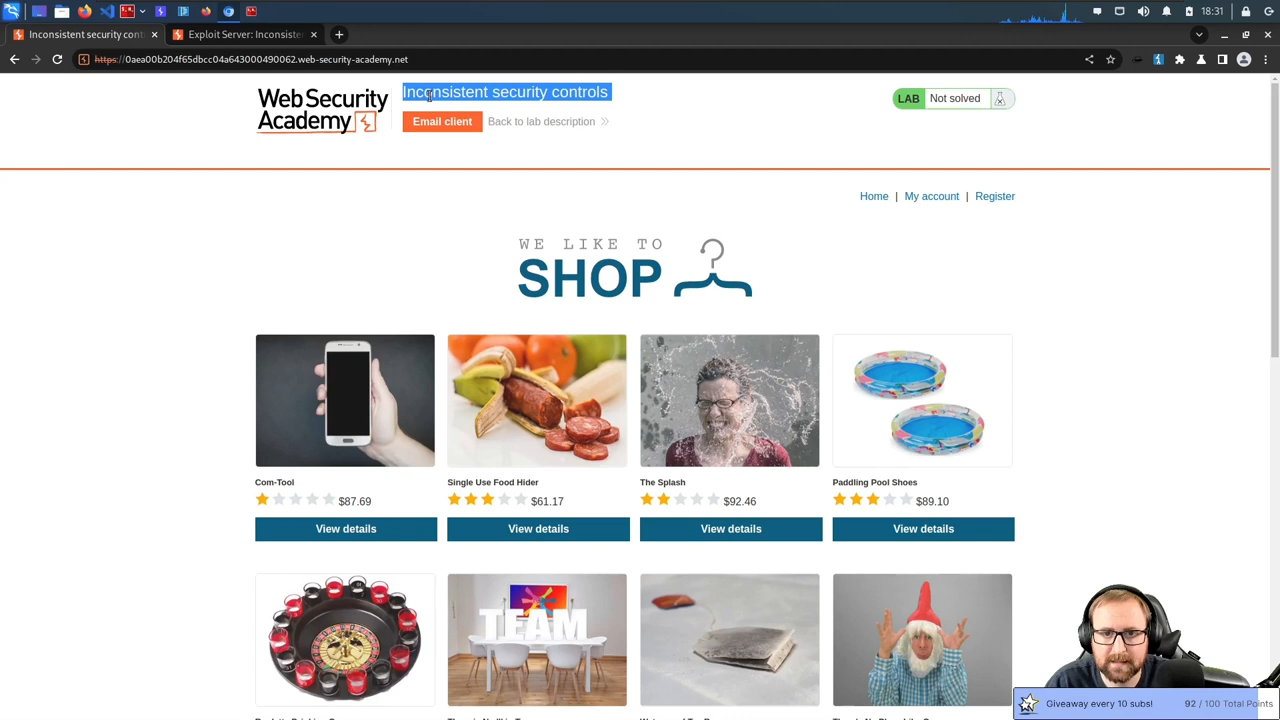 18:31
Inconsistent security cont
Exploit Server: Inconsiste
https://0aea00b204f65dbcc04a643000490062.web-security-academy.net
Web Security
Academy
Inconsistent security controls
Email client
Back to lab description
LAB
Not solved
Home | My account | Register
WE LIKE TO
SHOP
TEAM
Com-Tool
Single Use Food Hider
The Splash
Paddling Pool Shoes
$87.69
$61.17
$92.46
$89.10
View details
View details
View details
View details
Giveaway every 10 subs!
92 / 100 Total Points